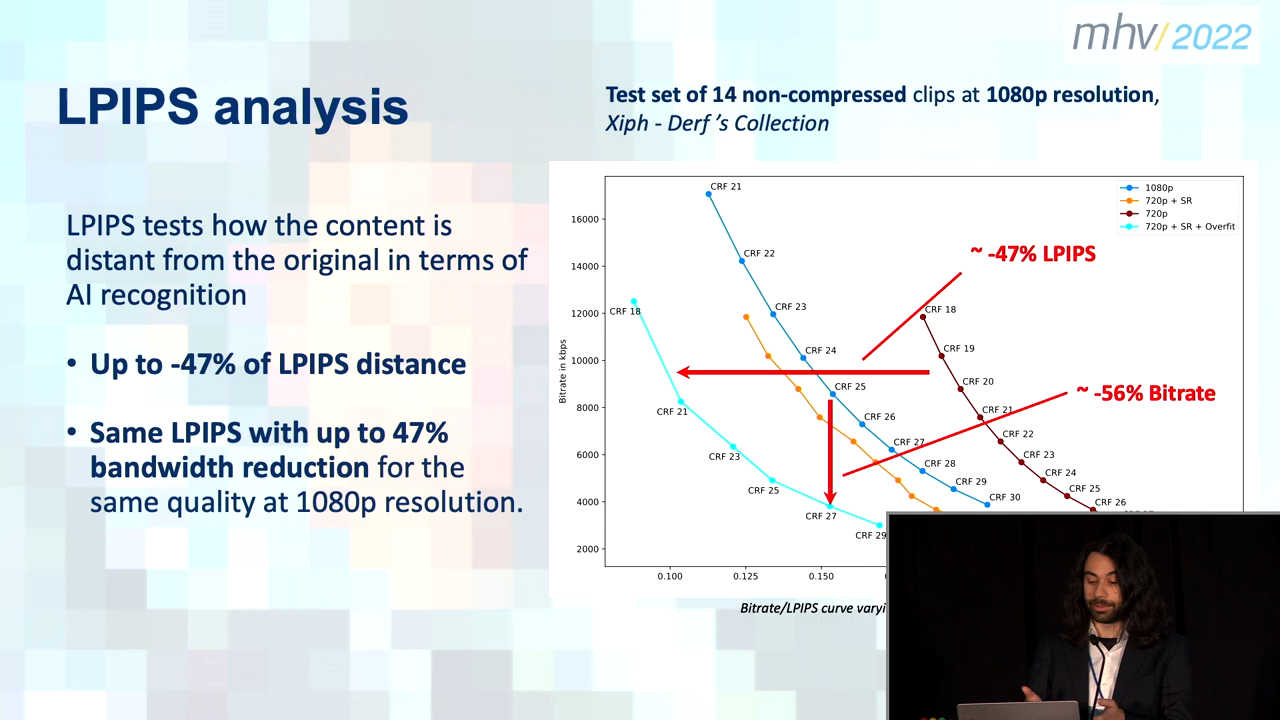 mhv/2022
LPIPS analysis
Test set of 14 non-compressed clips at 1080p resolution,
Xiph - Derf 's Collection
LPIPS tests how the content is
distant from the original in terms of
AI recognition
• Up to -47% of LPIPS distance
• Same LPIPS with up to 47%
bandwidth reduction for the
same quality at 1080p resolution.
1080p
720p + SR
720p
720p + SR + Overfit
~ -47% LPIPS
~ -56% Bitrate
Bitrate in kbps
16000
14000
12000
10000
8000
6000
4000
2000
0.100
0.125
0.150
CRF 21
CRF 22
CRF 23
CRF 24
CRF 25
CRF 26
CRF 27
CRF 28
CRF 29
CRF 30
CRF 18
CRF 19
CRF 20
CRF 21
CRF 22
CRF 23
CRF 24
CRF 25
CRF 26
CRF 18
CRF 21
CRF 23
CRF 25
CRF 27
CRF 29
Bitrate/LPIPS curve